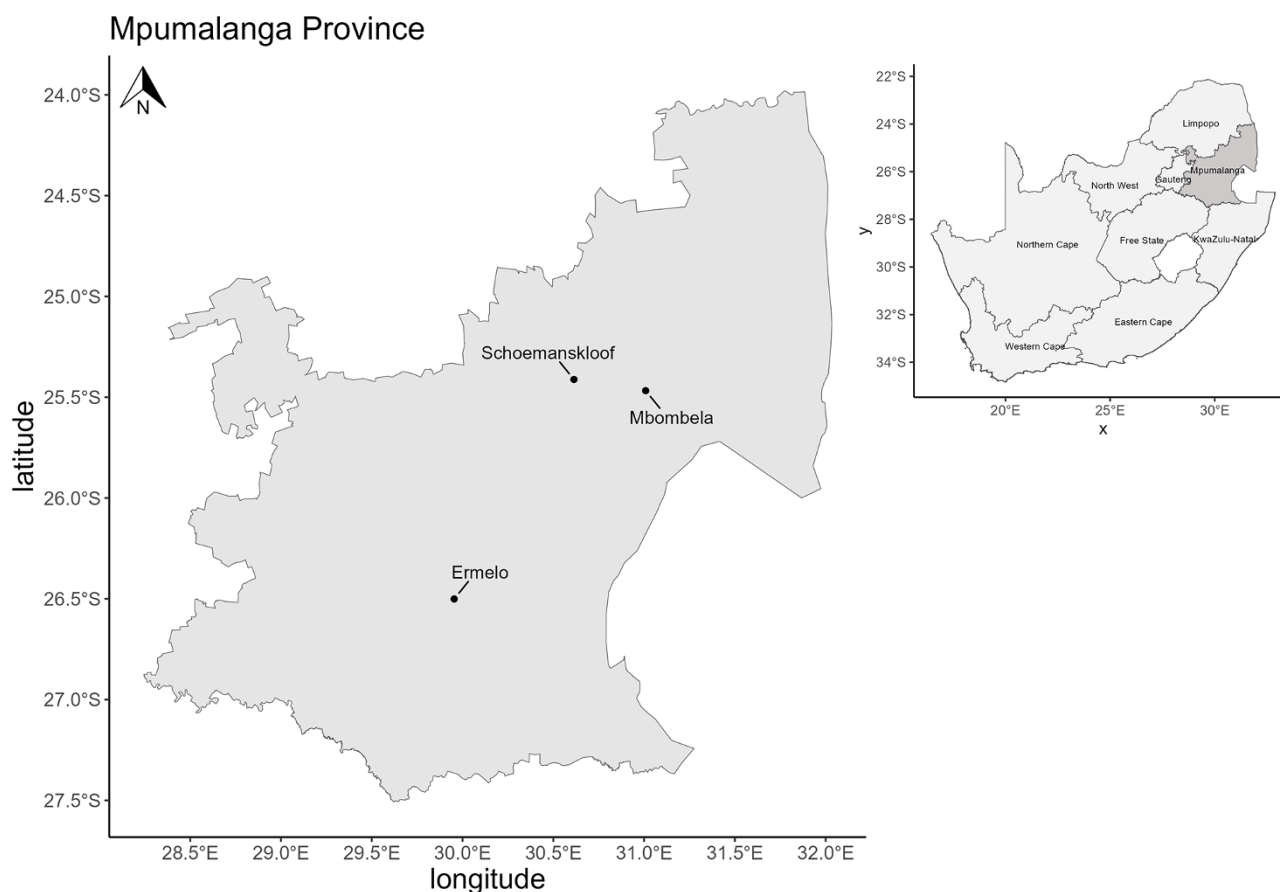 Mpumalanga Province
N
24.0°S
24.5°S
25.0°S
25.5°S
26.0°S
26.5°S
27.0°S
27.5°S
latitude
Schoemanskloof
Mbombela
Ermelo
28.5°E 29.0°E 29.5°E 30.0°E 30.5°E 31.0°E 31.5°E 32.0°E
longitude
22°S
24°S
26°S
28°S
30°S
32°S
34°S
y
Limpopo
Mpumalanga
Gauteng
North West
Free State
KwaZulu-Natal
Northern Cape
Eastern Cape
Western Cape
20°E 25°E 30°E
x